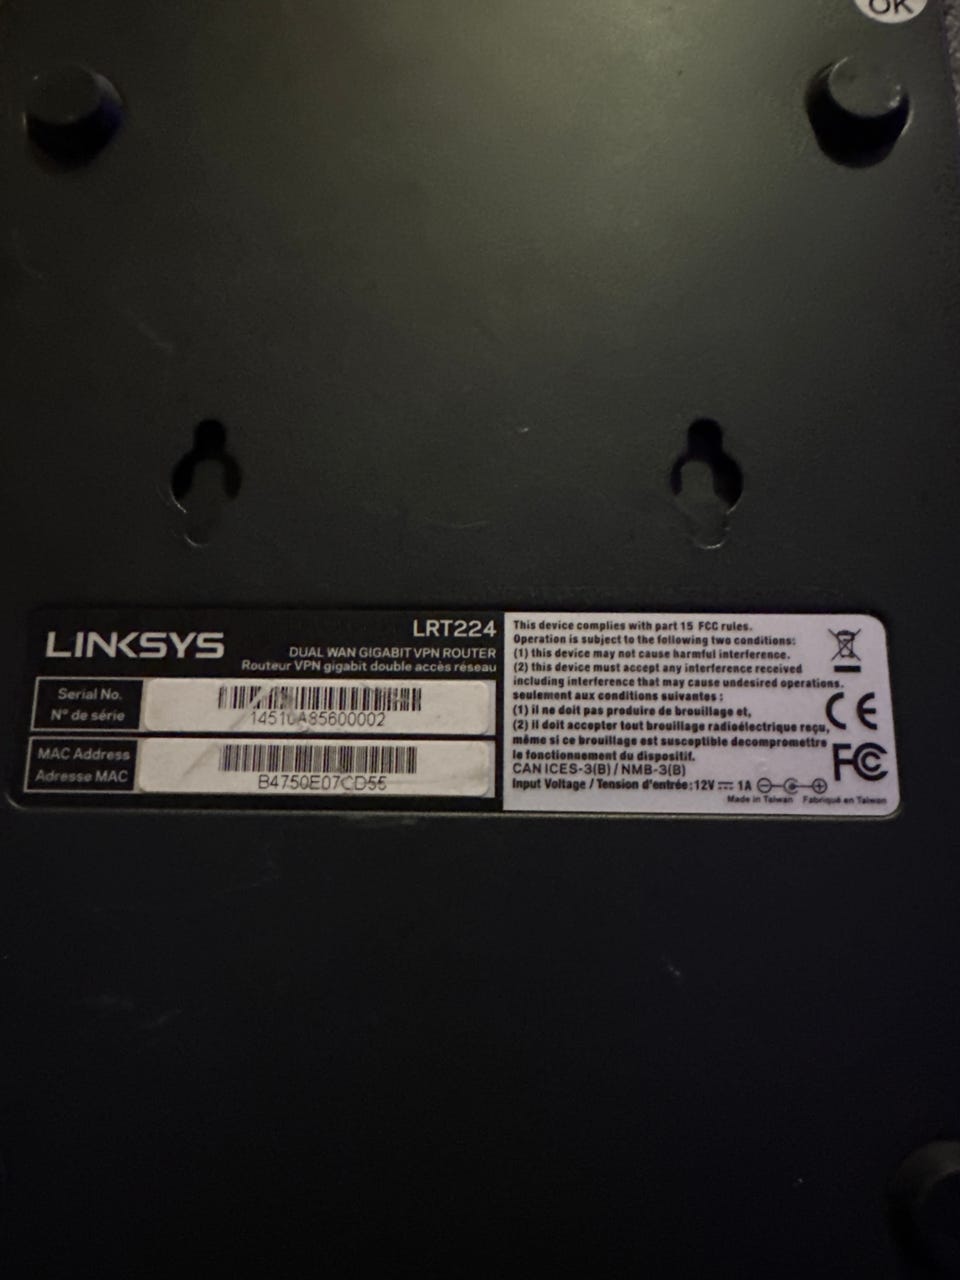 OK
LINKSYS
LRT224
DUAL WAN GIGABIT VPN ROUTER
Routeur VPN gigabit double accès réseau
Serial No.
N° de série
14510A85600002
MAC Address
Adresse MAC
B4750E07CD55
This device complies with part 15 FCC rules.
Operation is subject to the following two conditions:
(1) this device may not cause harmful interference.
(2) this device must accept any interference received
including interference that may cause undesired operations.
seulement aux conditions suivantes :
(1) il ne doit pas produire de brouillage et,
(2) il doit accepter tout brouillage radioélectrique reçu,
même si ce brouillage est susceptible decompromettre
le fonctionnement du dispositif.
CAN ICES-3(B) / NMB-3(B)
Input Voltage / Tension d'entrée:12V ⎓ 1A
Made in Taiwan Fabriqué en Taiwan
CE
FC